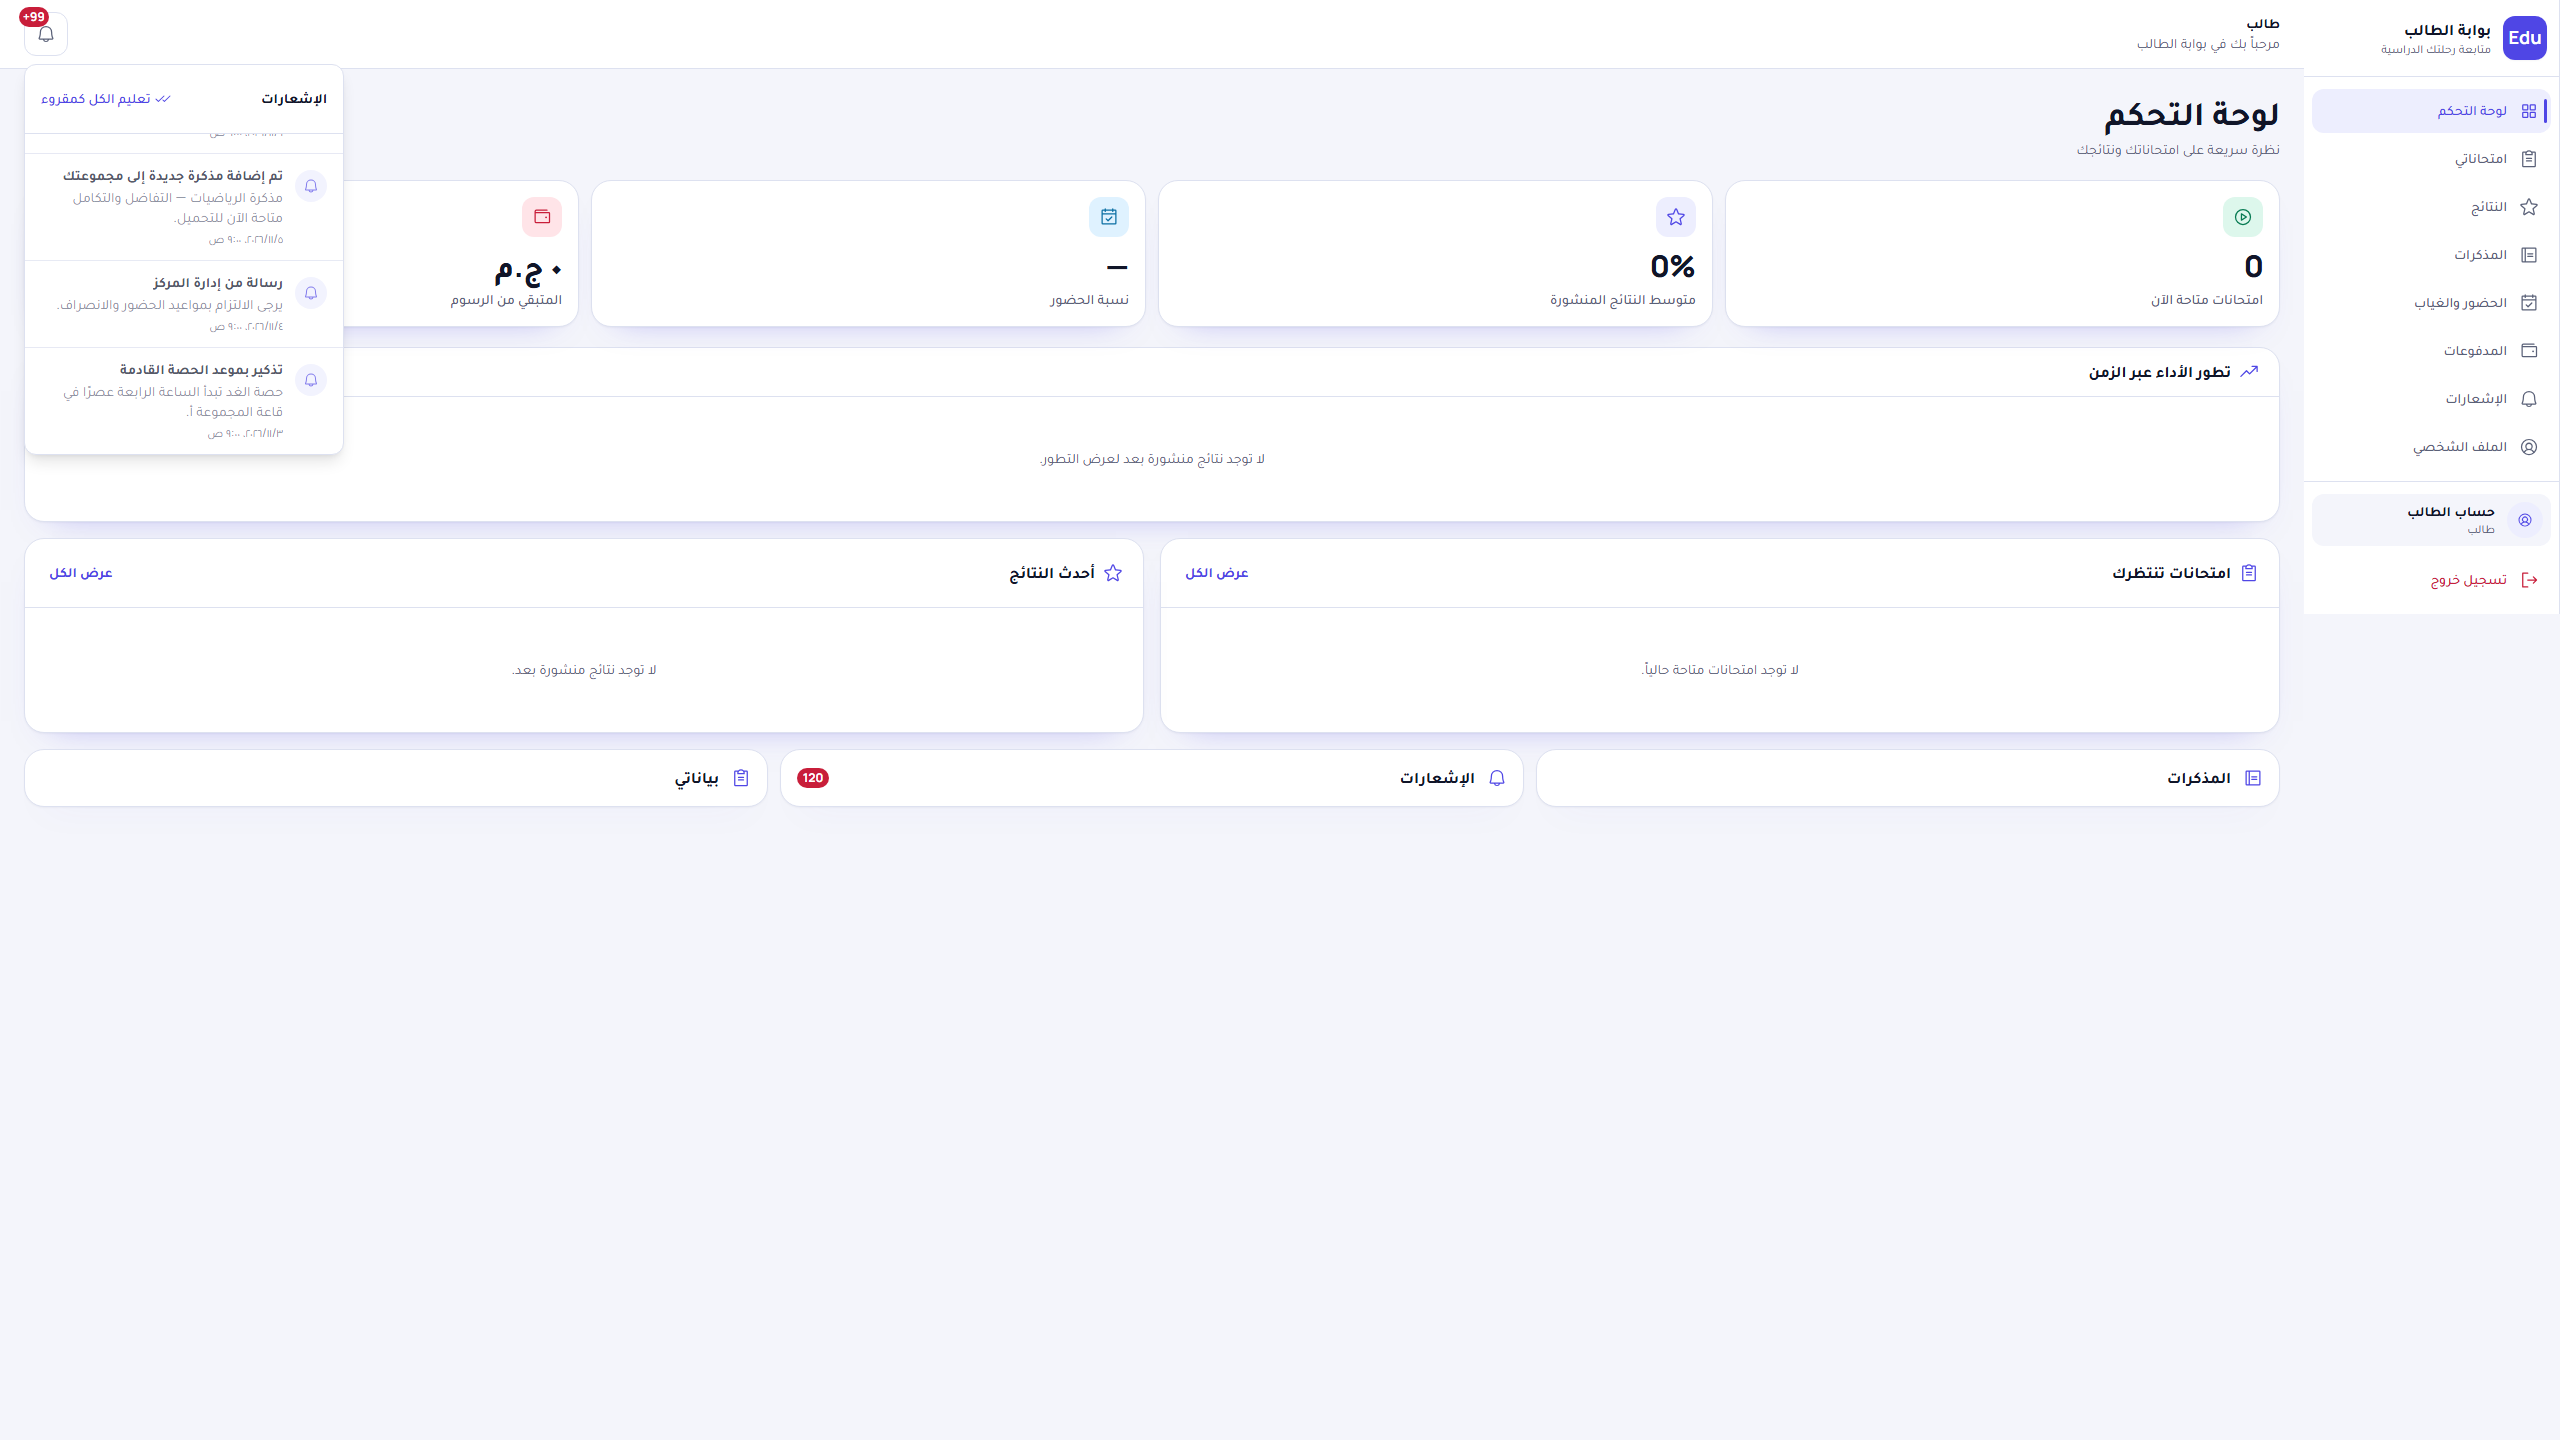 Edu
بوابة الطالب
متابعة رحلتك الدراسية
لوحة التحكم
امتحاناتي
النتائج
المذكرات
الحضور والغياب
المدفوعات
الإشعارات
الملف الشخصي
حساب الطالب
طالب
تسجيل خروج
طالب
مرحباً بك في بوابة الطالب
+99
لوحة التحكم
نظرة سريعة على امتحاناتك ونتائجك
0
امتحانات متاحة الآن
0%
متوسط النتائج المنشورة
—
نسبة الحضور
٠ ج.م
المتبقي من الرسوم
تطور الأداء عبر الزمن
لا توجد نتائج منشورة بعد لعرض التطور.
امتحانات تنتظرك
عرض الكل
لا توجد امتحانات متاحة حالياً.
أحدث النتائج
عرض الكل
لا توجد نتائج منشورة بعد.
المذكرات
الإشعارات
120
بياناتي
الإشعارات
تعليم الكل كمقروء
تم إضافة مذكرة جديدة إلى مجموعتك
مذكرة الرياضيات — التفاضل والتكامل
متاحة الآن للتحميل.
٢٠٢٦/١١/٥، ٩:٠٠ ص
رسالة من إدارة المركز
يرجى الالتزام بمواعيد الحضور والانصراف.
٢٠٢٦/١١/٤، ٩:٠٠ ص
تذكير بموعد الحصة القادمة
حصة الغد تبدأ الساعة الرابعة عصرًا في
قاعة المجموعة أ.
٢٠٢٦/١١/٣، ٩:٠٠ ص